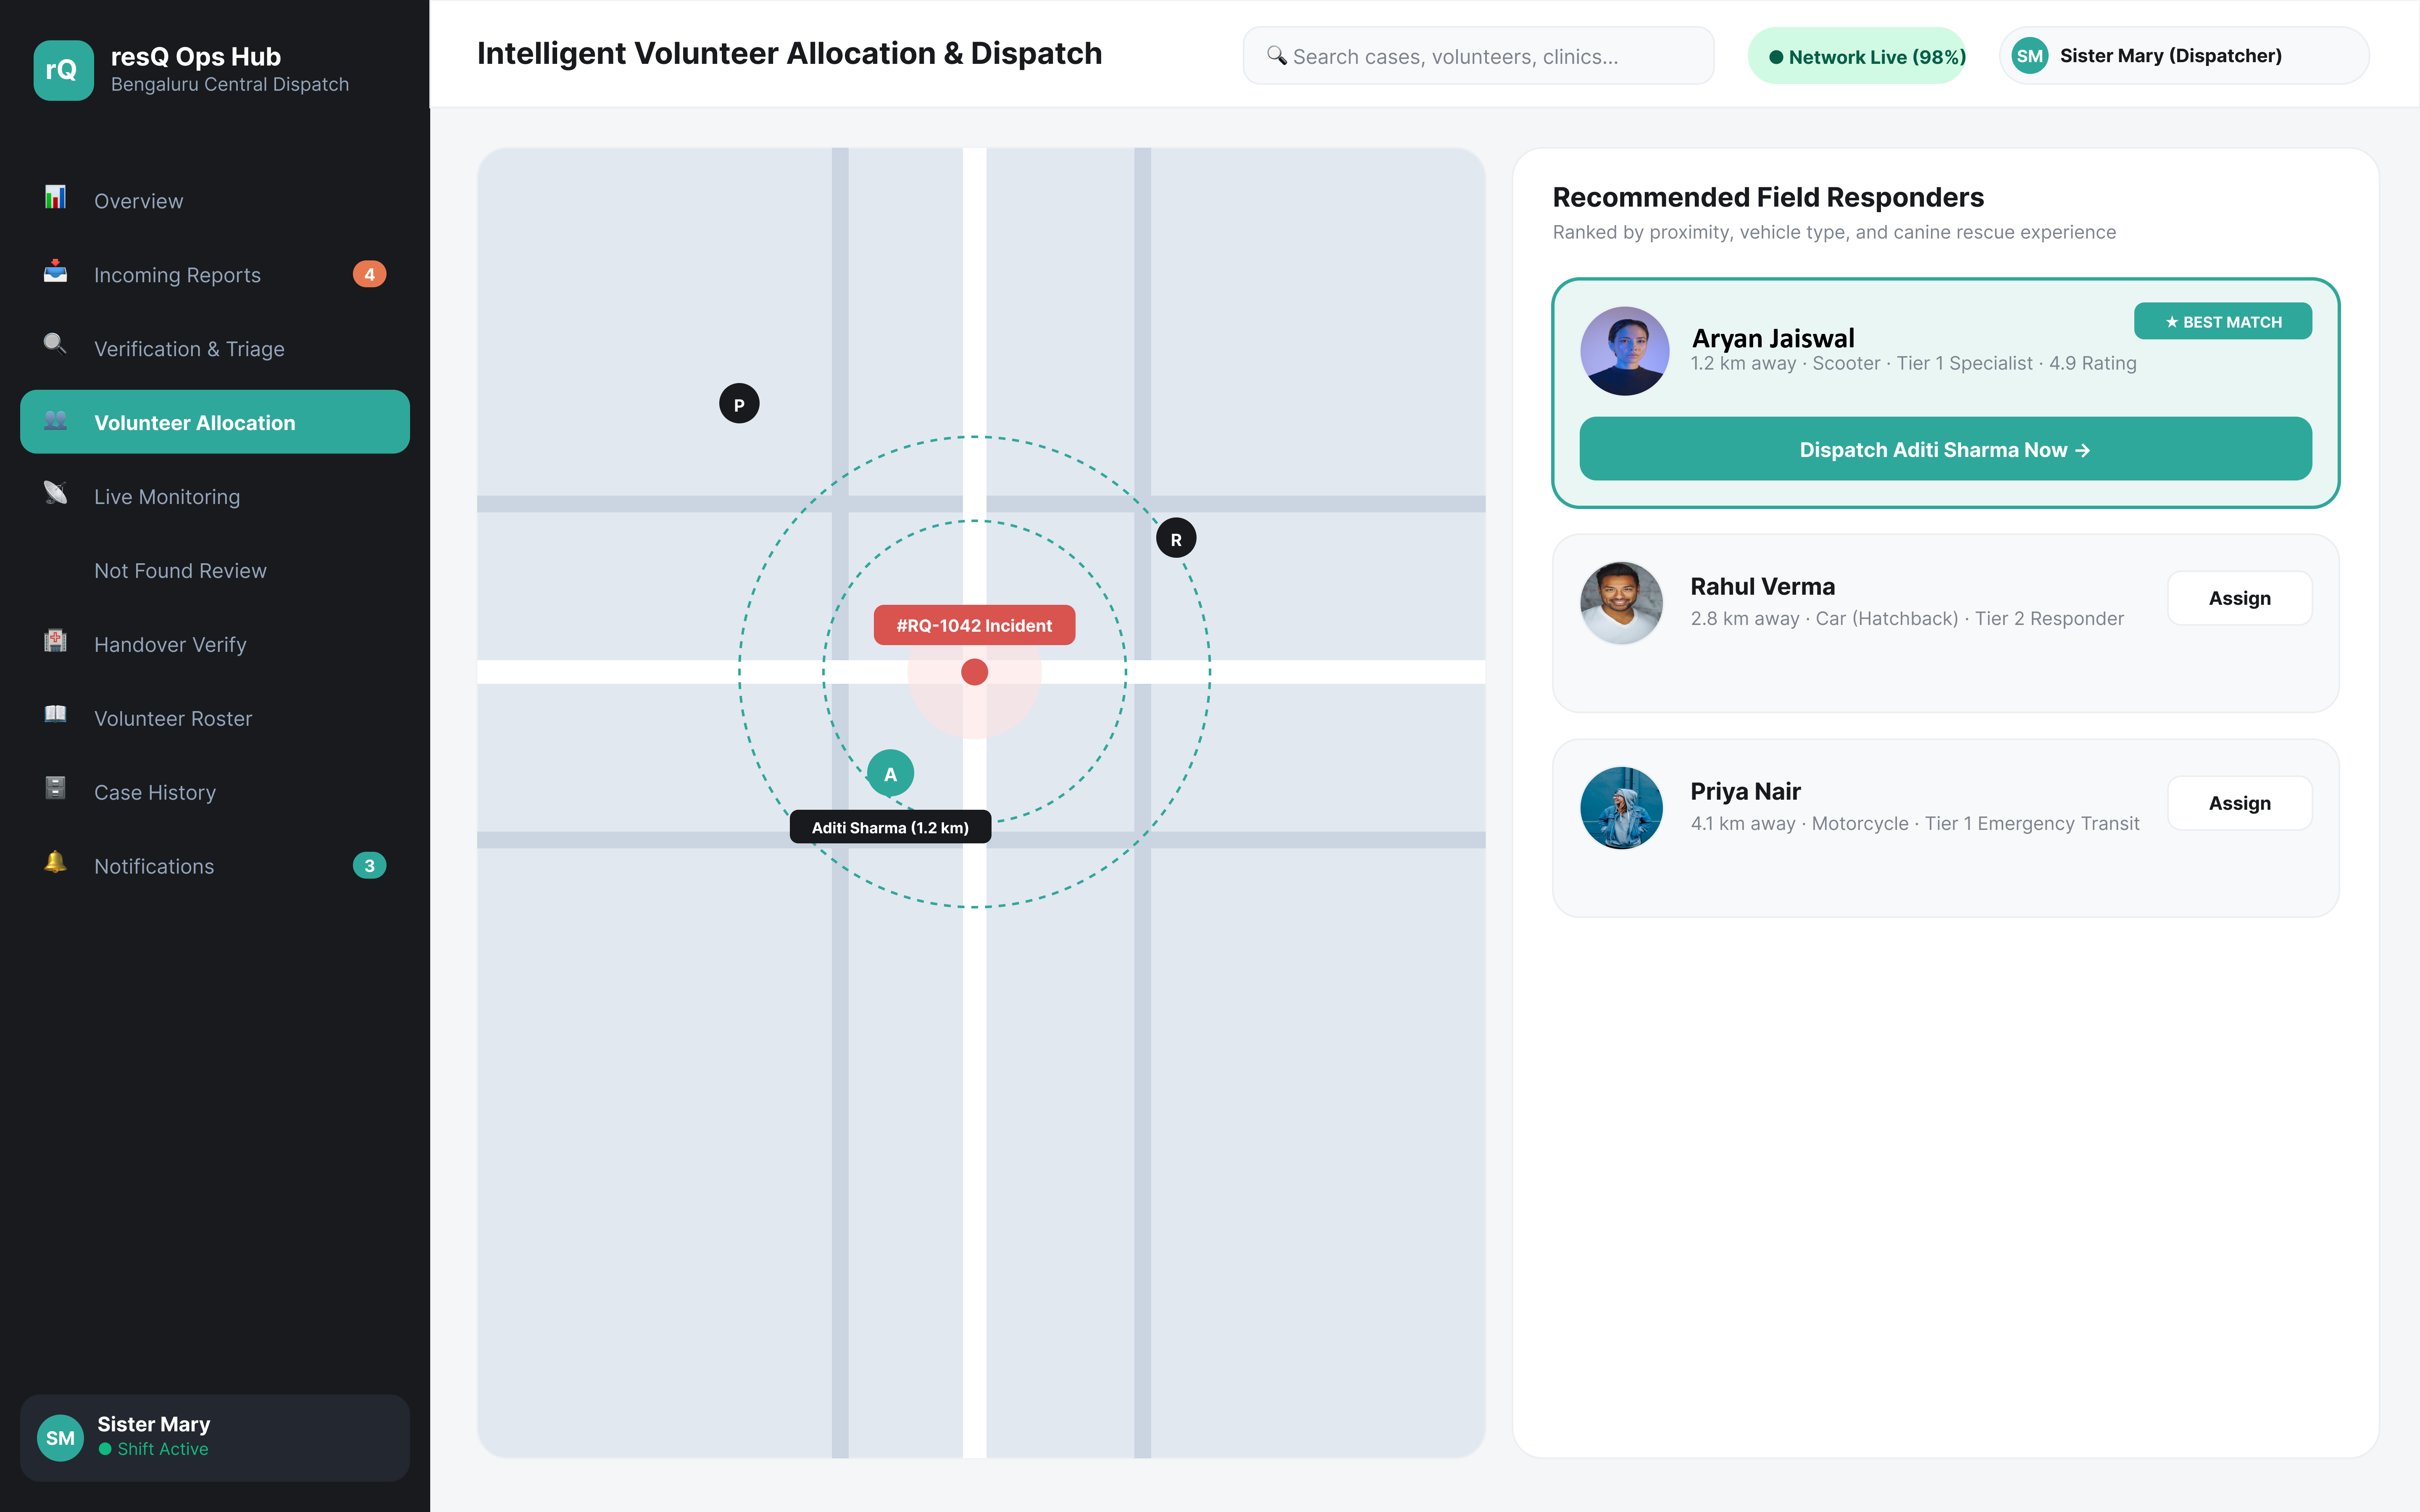 rQ
resQ Ops Hub
Bengaluru Central Dispatch
Overview
Incoming Reports 4
Verification & Triage
Volunteer Allocation
Live Monitoring
Not Found Review
Handover Verify
Volunteer Roster
Case History
Notifications 3
SM
Sister Mary
Shift Active
Intelligent Volunteer Allocation & Dispatch
Search cases, volunteers, clinics...
Network Live (98%)
SM Sister Mary (Dispatcher)
P
R
#RQ-1042 Incident
A
Aditi Sharma (1.2 km)
Recommended Field Responders
Ranked by proximity, vehicle type, and canine rescue experience
★ BEST MATCH
Aryan Jaiswal
1.2 km away · Scooter · Tier 1 Specialist · 4.9 Rating
Dispatch Aditi Sharma Now →
Rahul Verma
2.8 km away · Car (Hatchback) · Tier 2 Responder
Assign
Priya Nair
4.1 km away · Motorcycle · Tier 1 Emergency Transit
Assign